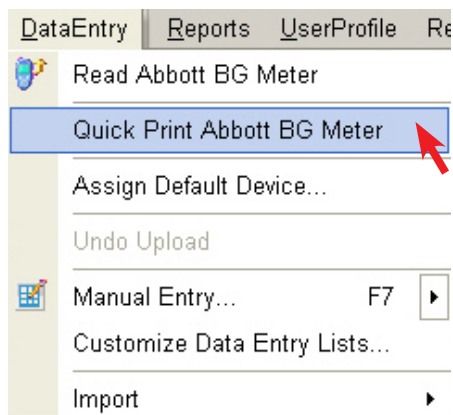 DataEntry Reports UserProfile Re
Read Abbott BG Meter
Quick Print Abbott BG Meter
Assign Default Device...
Undo Upload
Manual Entry... F7
Customize Data Entry Lists...
Import